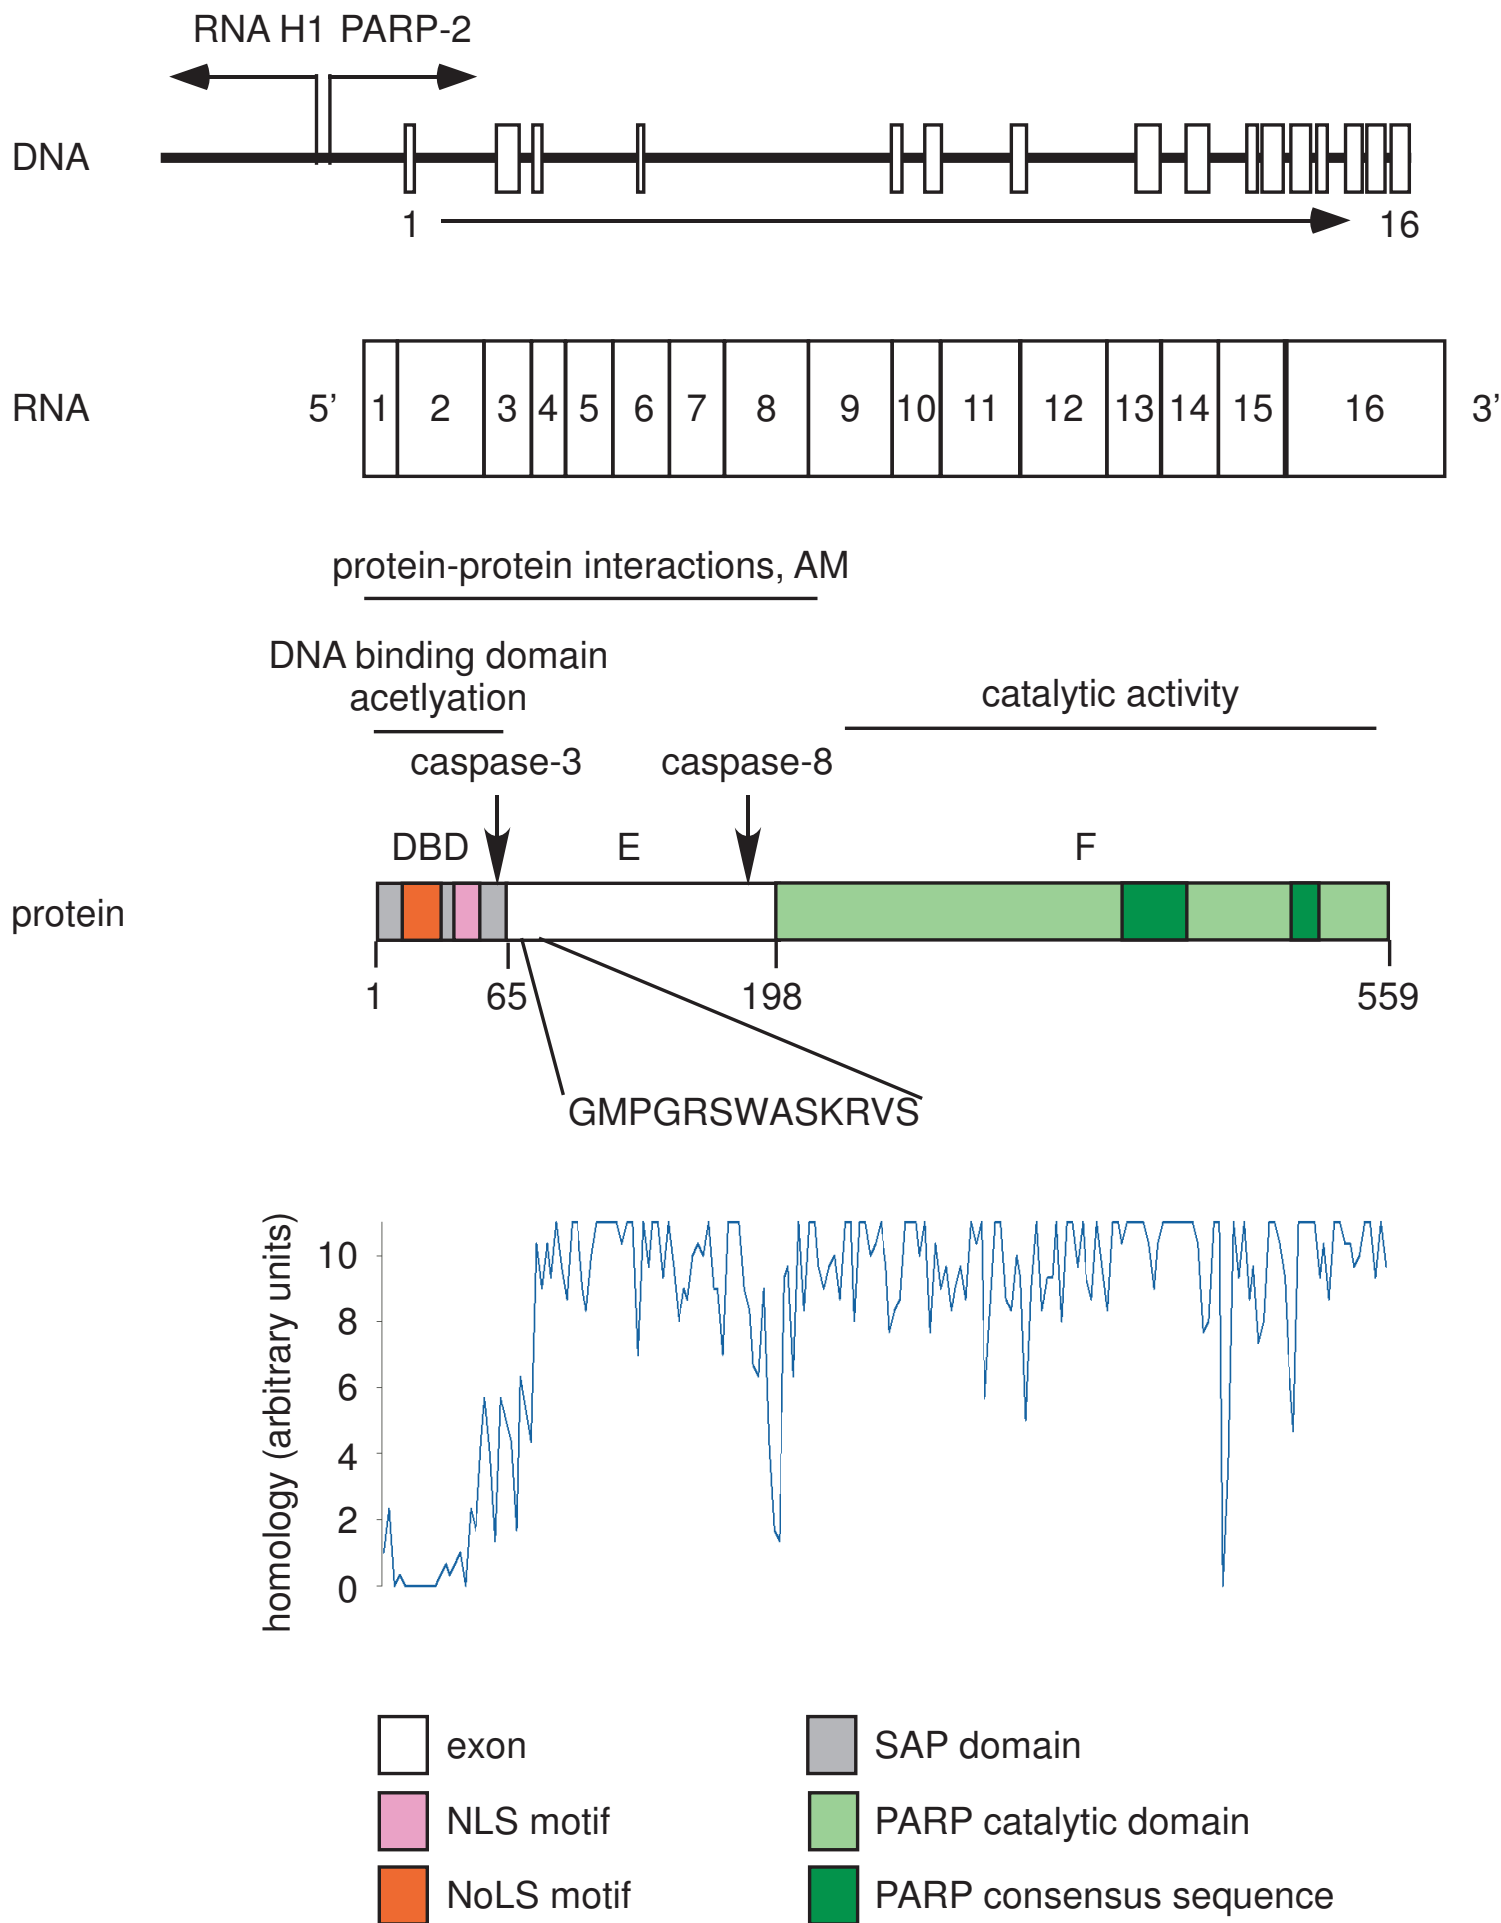 RNA H1 PARP-2
DNA
1 16
RNA 5’ 1 2 3 4 5 6 7 8 9 10 11 12 13 14 15 16 3’
protein-protein interactions, AM
DNA binding domain
acetlyation
catalytic activity
caspase-3 caspase-8
DBD E F
protein
1 65 198 559
GMPGRSWASKRVS
homology (arbitrary units)
10
8
6
4
2
0
exon SAP domain
NLS motif PARP catalytic domain
NoLS motif PARP consensus sequence